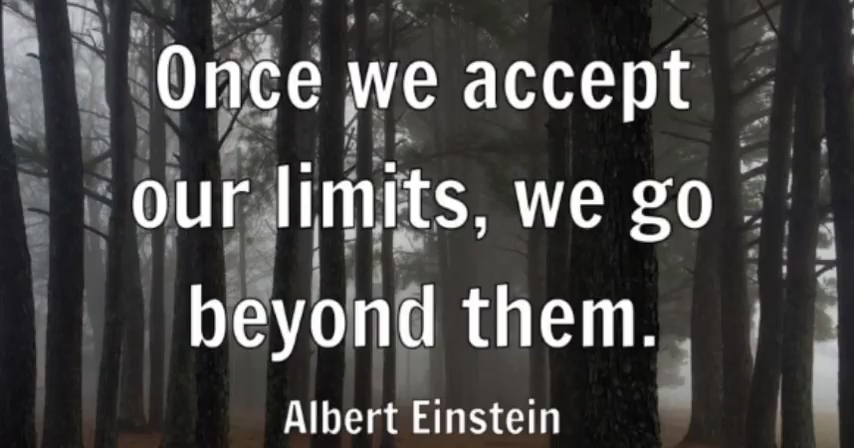 Once we accept
our limits, we go
beyond them.
Albert Einstein